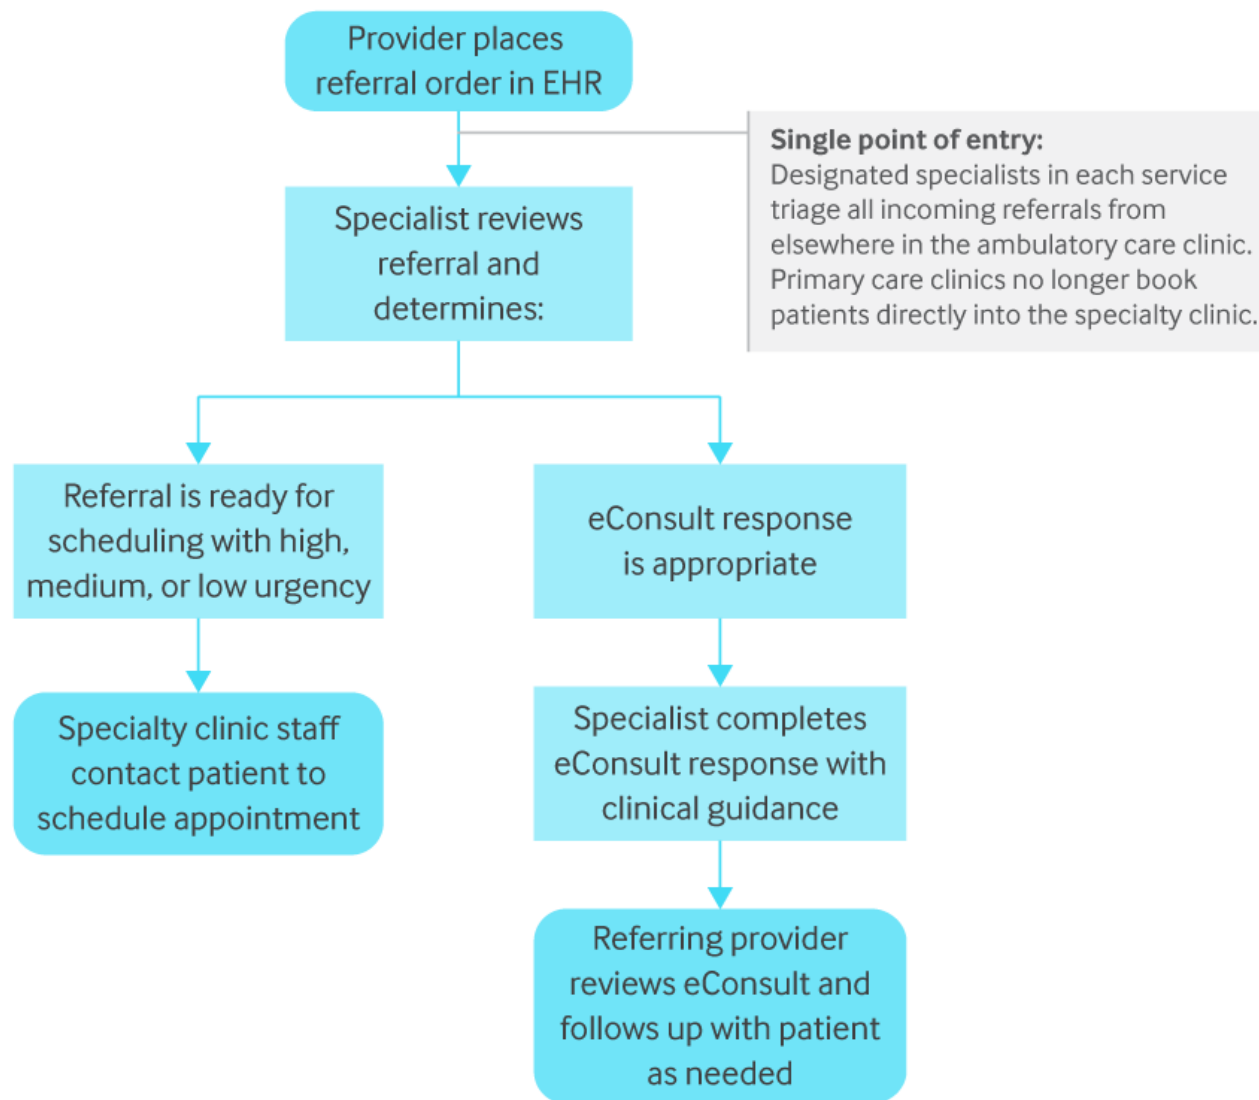 Provider places
referral order in EHR
Single point of entry:
Designated specialists in each service
triage all incoming referrals from
elsewhere in the ambulatory care clinic.
Primary care clinics no longer book
patients directly into the specialty clinic.
Specialist reviews
referral and
determines:
Referral is ready for
scheduling with high,
medium, or low urgency
eConsult response
is appropriate
Specialty clinic staff
contact patient to
schedule appointment
Specialist completes
eConsult response with
clinical guidance
Referring provider
reviews eConsult and
follows up with patient
as needed